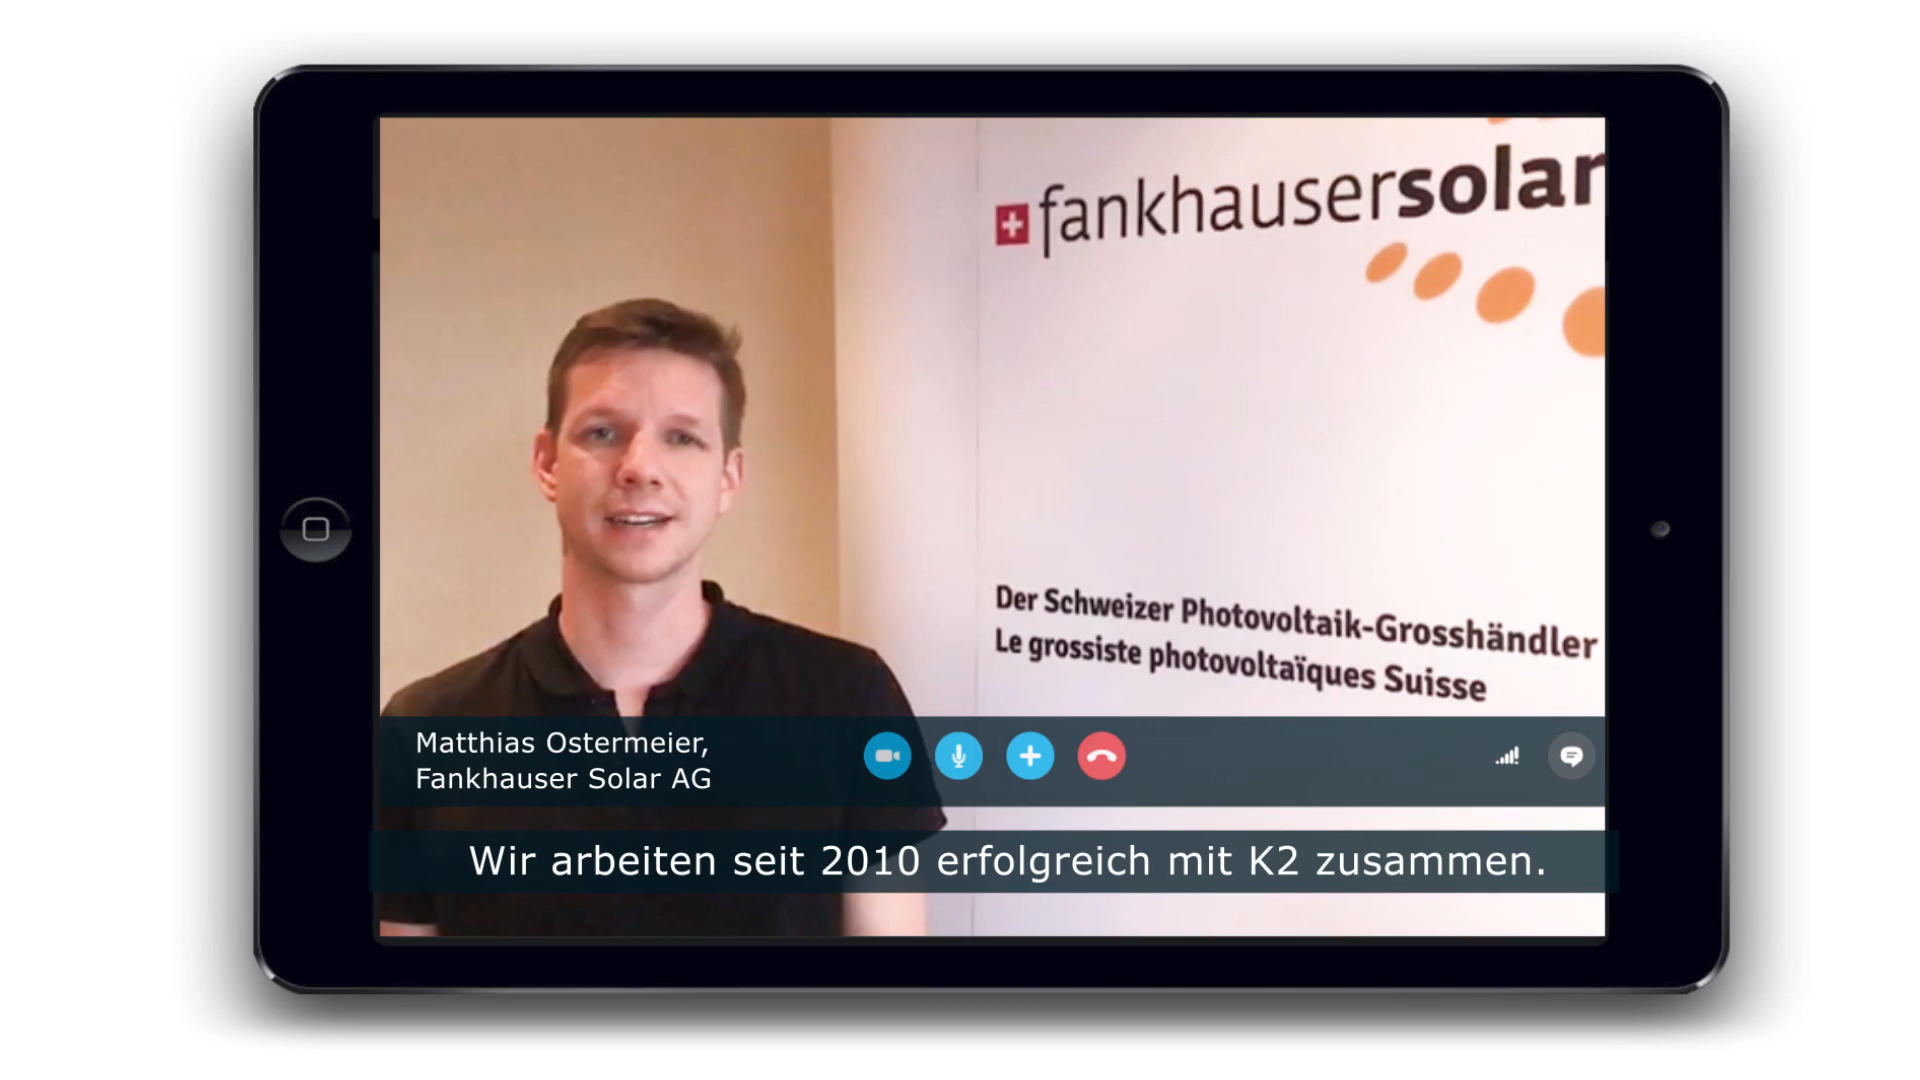 fankhausersolar
Der Schweizer Photovoltaik-Grosshändler
Le grossiste photovoltaïques Suisse
Matthias Ostermeier,
Fankhauser Solar AG
Wir arbeiten seit 2010 erfolgreich mit K2 zusammen.